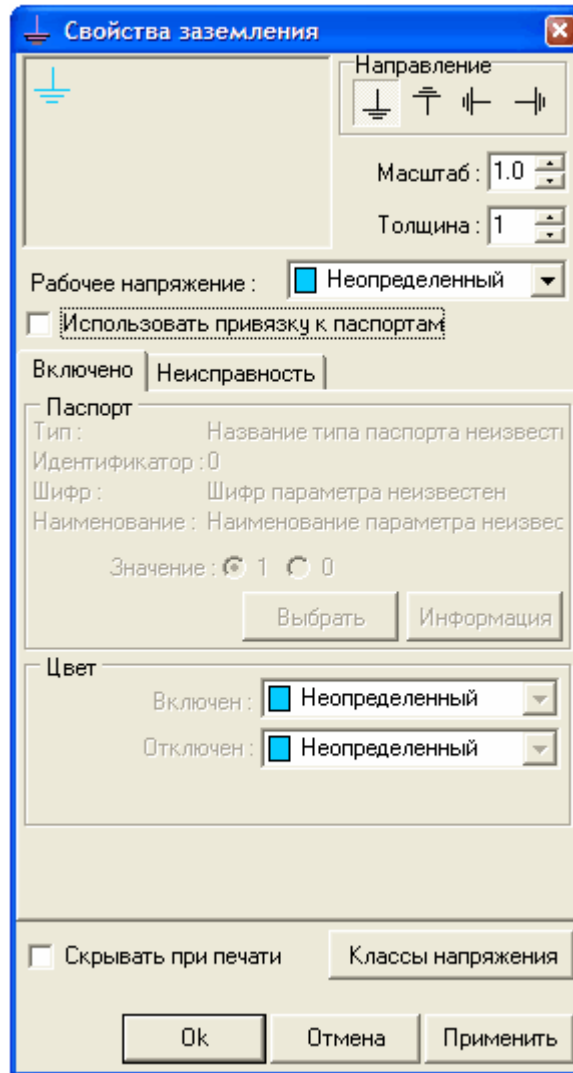 Свойства заземления
Направление
Масштаб : 1.0
Толщина : 1
Рабочее напряжение : Неопределенный
Использовать привязку к паспортам
Включено Неисправность
Паспорт
Тип : Название типа паспорта неизвестн
Идентификатор : 0
Шифр : Шифр параметра неизвестен
Наименование : Наименование параметра неизвес
Значение : 1 0
Выбрать Информация
Цвет
Включен : Неопределенный
Отключен : Неопределенный
Скрывать при печати Классы напряжения
Ok Отмена Применить